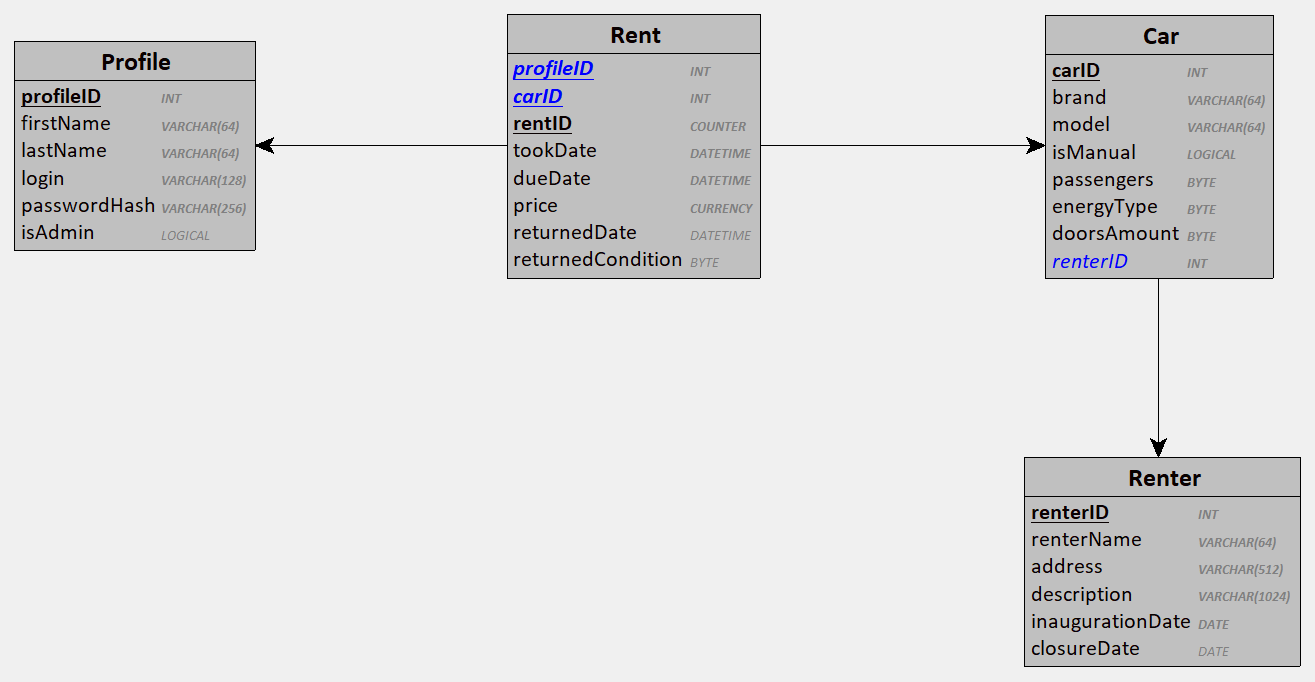 Profile
profileID INT
firstName VARCHAR(64)
lastName VARCHAR(64)
login VARCHAR(128)
passwordHash VARCHAR(256)
isAdmin LOGICAL
Rent
profileID INT
carID INT
rentID COUNTER
tookDate DATETIME
dueDate DATETIME
price CURRENCY
returnedDate DATETIME
returnedCondition BYTE
Car
carID INT
brand VARCHAR(64)
model VARCHAR(64)
isManual LOGICAL
passengers BYTE
energyType BYTE
doorsAmount BYTE
renterID INT
Renter
renterID INT
renterName VARCHAR(64)
address VARCHAR(512)
description VARCHAR(1024)
inaugurationDate DATE
closureDate DATE